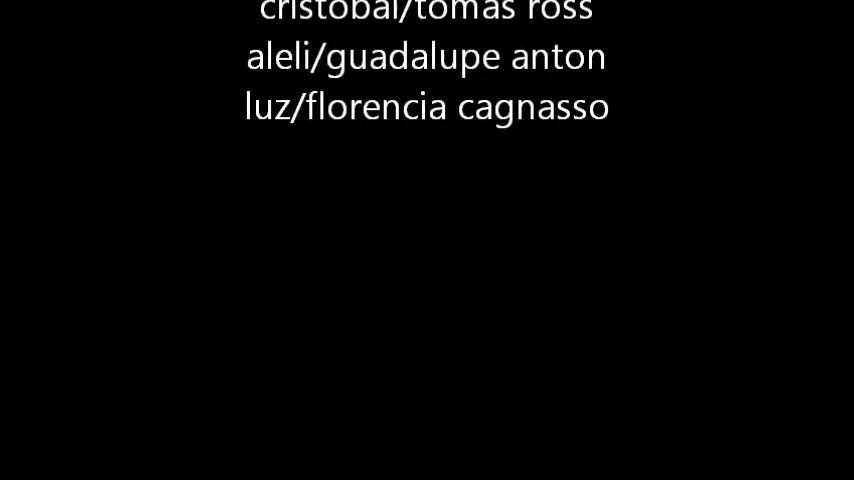 cristobal/tomas ross
aleli/guadalupe anton
luz/florencia cagnasso